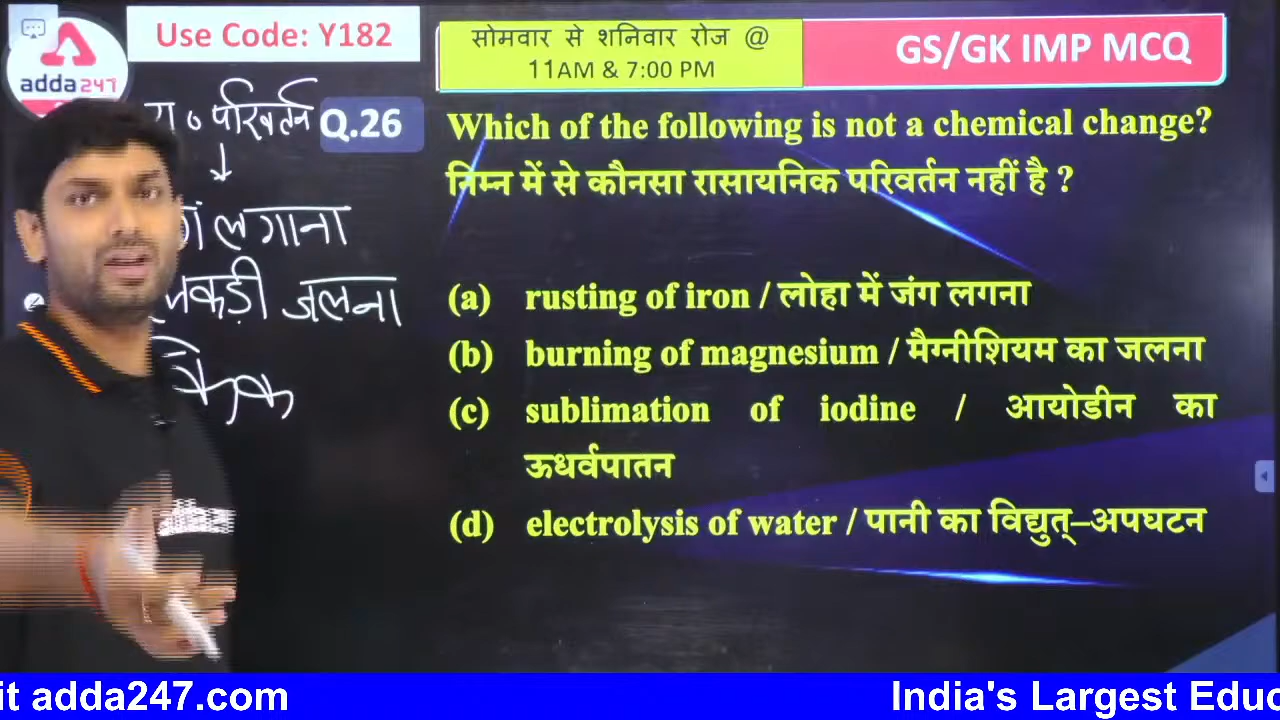 adda247
Use Code: Y182
सोमवार से शनिवार रोज @
11AM & 7:00 PM
GS/GK IMP MCQ
परिवर्तन
लगाना
जलना
Q.26
Which of the following is not a chemical change?
निम्न में से कौनसा रासायनिक परिवर्तन नहीं है ?
(a) rusting of iron / लोहा में जंग लगना
(b) burning of magnesium / मैग्नीशियम का जलना
(c) sublimation of iodine / आयोडीन का
ऊधर्वपातन
(d) electrolysis of water / पानी का विद्युत्–अपघटन
it adda247.com
India's Largest Educ